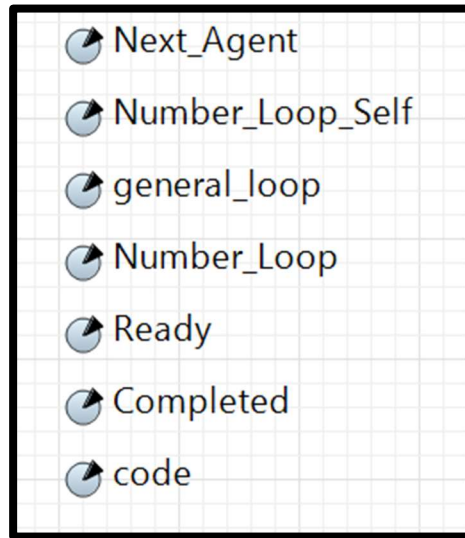 Next_Agent
Number_Loop_Self
general_loop
Number_Loop
Ready
Completed
code